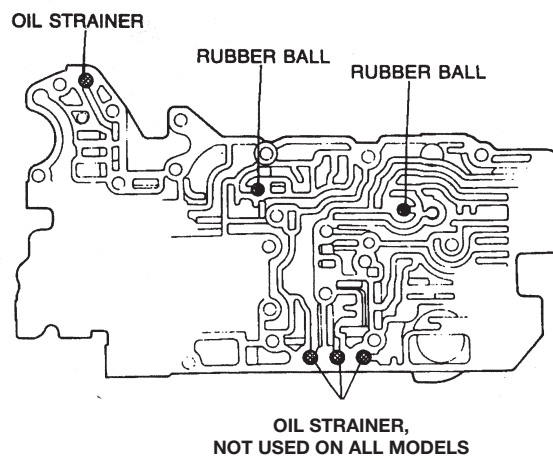 OIL STRAINER
RUBBER BALL
RUBBER BALL
OIL STRAINER,
NOT USED ON ALL MODELS